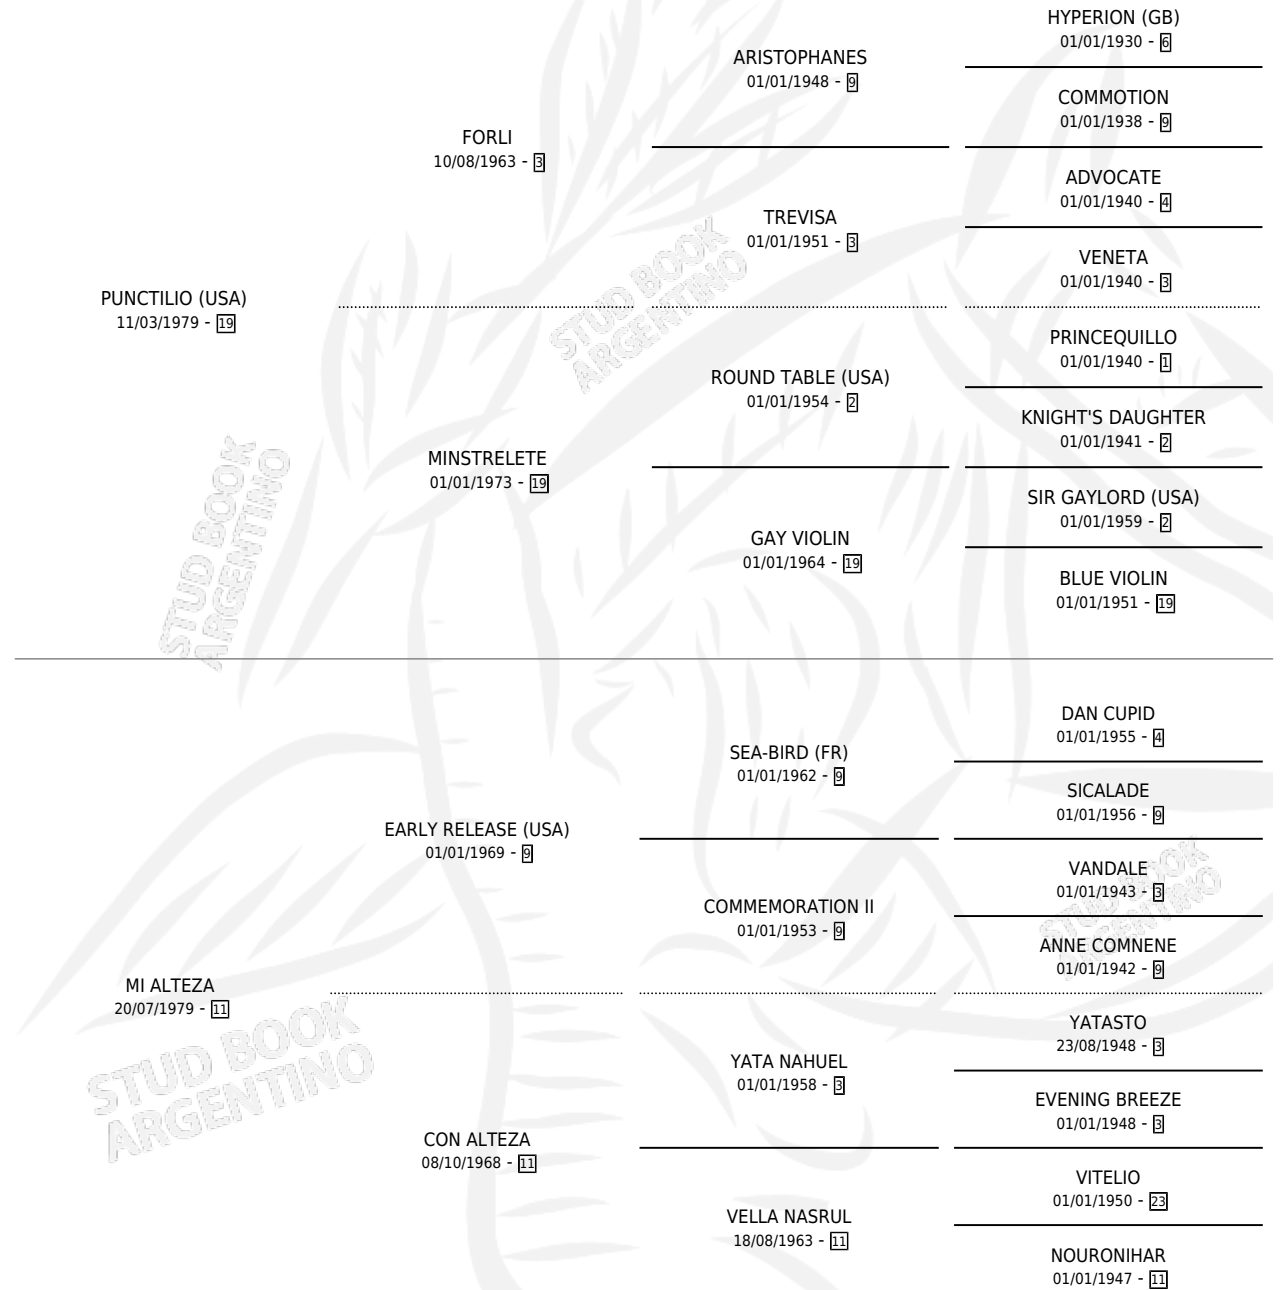 HYPERION (GB)
01/01/1930 - 6
ARISTOPHANES
01/01/1948 - 9
COMMOTION
01/01/1938 - 9
FORLI
10/08/1963 - 3
ADVOCATE
01/01/1940 - 4
TREVISA
01/01/1951 - 3
VENETA
01/01/1940 - 3
PUNCTILIO (USA)
11/03/1979 - 19
PRINCEQUILLO
01/01/1940 - 1
ROUND TABLE (USA)
01/01/1954 - 2
KNIGHT'S DAUGHTER
01/01/1941 - 2
MINSTRELETE
01/01/1973 - 19
SIR GAYLORD (USA)
01/01/1959 - 2
GAY VIOLIN
01/01/1964 - 19
BLUE VIOLIN
01/01/1951 - 19
DAN CUPID
01/01/1955 - 4
SEA-BIRD (FR)
01/01/1962 - 9
SICALADE
01/01/1956 - 9
EARLY RELEASE (USA)
01/01/1969 - 9
VANDALE
01/01/1943 - 3
COMMEMORATION II
01/01/1953 - 9
ANNE COMNENE
01/01/1942 - 9
MI ALTEZA
20/07/1979 - 11
YATASTO
23/08/1948 - 3
YATA NAHUEL
01/01/1958 - 3
EVENING BREEZE
01/01/1948 - 3
CON ALTEZA
08/10/1968 - 11
VITELIO
01/01/1950 - 23
VELLA NASRUL
18/08/1963 - 11
NOURONIHAR
01/01/1947 - 11
STUD BOOK
ARGENTINO
STUD BOOK
ARGENTINO
STUD BOOK
ARGENTINO
STUD BOOK
ARGENTINO